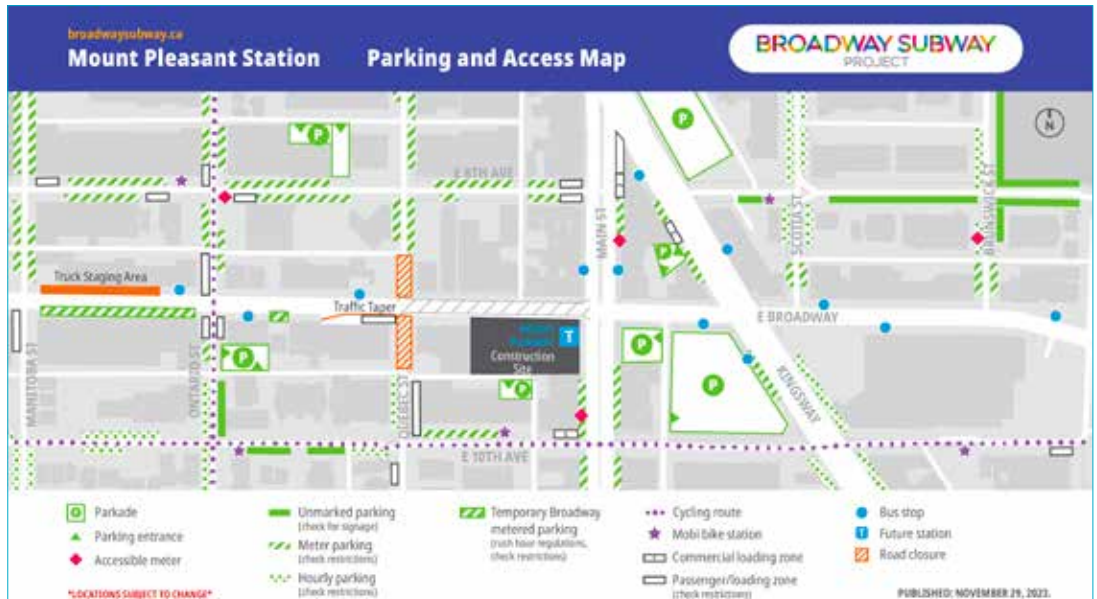 broadwaysubway.ca
Mount Pleasant Station Parking and Access Map
BROADWAY SUBWAY
PROJECT
N
P
P
E 8TH AVE
MAIN ST
SCOTIA ST
BRUNSWICK ST
P
Truck Staging Area
Traffic Taper
E BROADWAY
Mount
Pleasant
T
Construction
Site
P
P
P
P
MANITOBA ST
ONTARIO ST
QUEBEC ST
KINGSWAY
E 10TH AVE
P Parkade
Parking entrance
Accessible meter
*LOCATIONS SUBJECT TO CHANGE*
Unmarked parking
(check for signage)
Meter parking
(check restrictions)
Hourly parking
(check restrictions)
Temporary Broadway
metered parking
(rush hour regulations,
check restrictions)
Cycling route
Mobi bike station
Commercial loading zone
Passenger/loading zone
(check restrictions)
Bus stop
T Future station
Road closure
PUBLISHED: NOVEMBER 29, 2023.